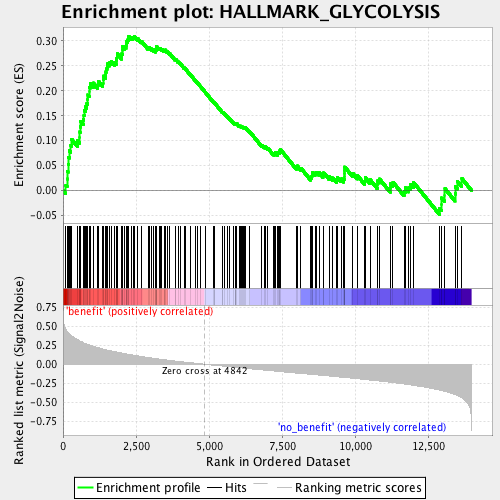 Enrichment plot: HALLMARK_GLYCOLYSIS
Enrichment score (ES)
0.30
0.25
0.20
0.15
0.10
0.05
0.00
-0.05
Ranked list metric (Signal2Noise)
0.75
0.50
0.25
0.00
-0.25
-0.50
-0.75
'benefit' (positively correlated)
Zero cross at 4842
'no_benefit' (negatively correlated)
0
2,500
5,000
7,500
10,000
12,500
Rank in Ordered Dataset
Enrichment profile
Hits
Ranking metric scores